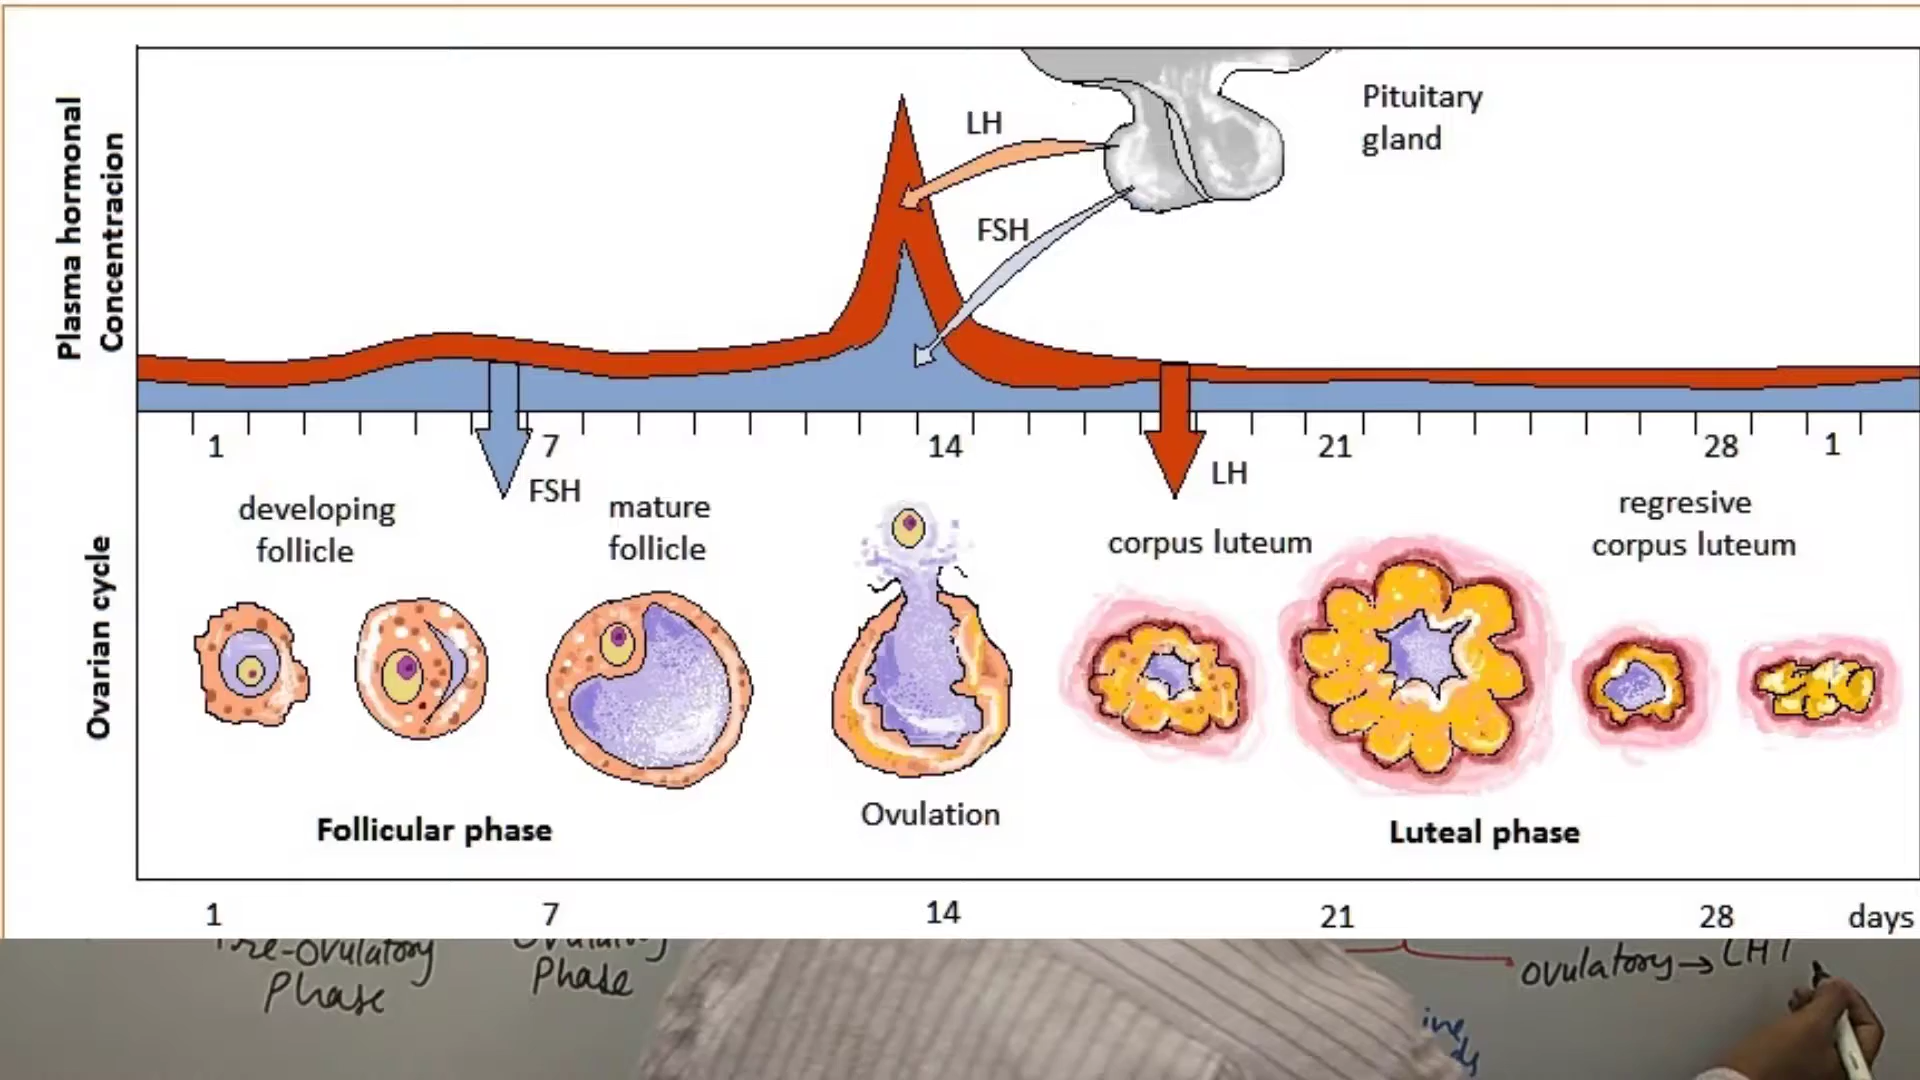 Plasma hormonal
Concentracion
LH
FSH
Pituitary
gland
1
7
14
21
28
1
FSH
LH
developing
follicle
mature
follicle
corpus luteum
regresive
corpus luteum
Ovarian cycle
Ovulation
Follicular phase
Luteal phase
1
7
14
21
28
days
Pre-ovulatory
Phase
Ovulatory
Phase
ovulatory → LH↑